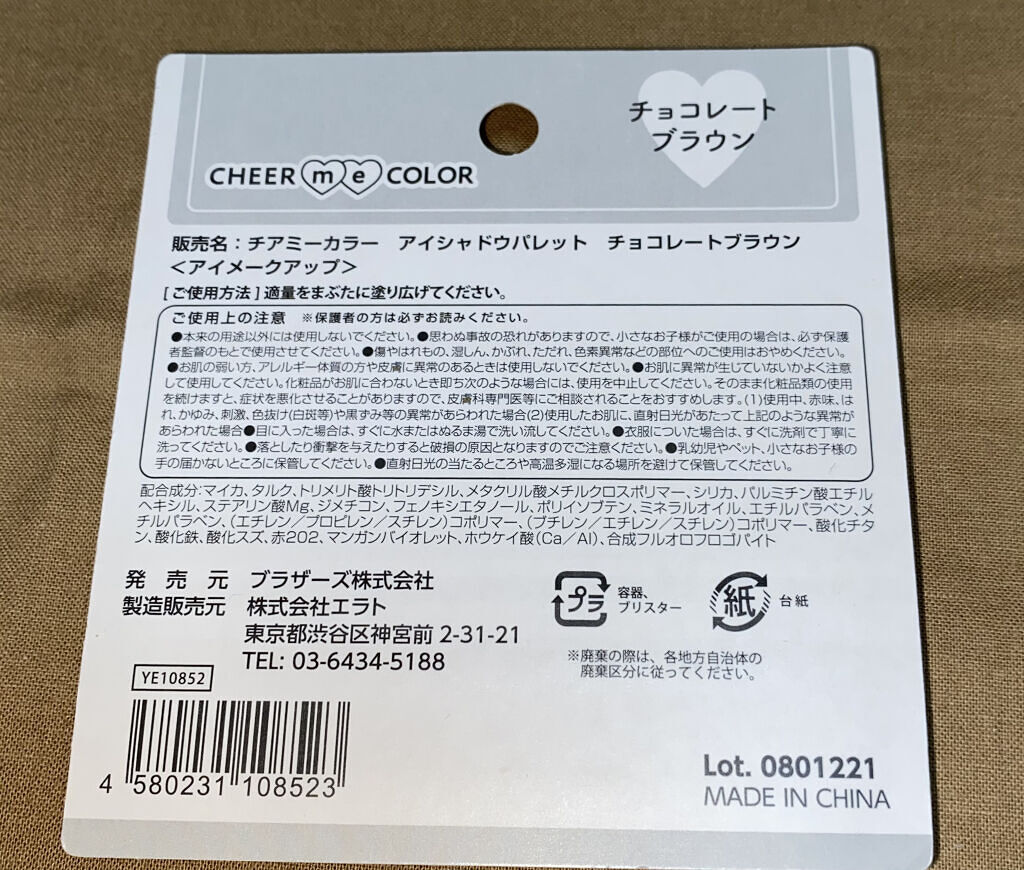 チョコレート
ブラウン
CHEER me COLOR
販売名：チアミーカラー　アイシャドウパレット　チョコレートブラウン
＜アイメークアップ＞
[ご使用方法]適量をまぶたに塗り広げてください。
ご使用上の注意　※保護者の方は必ずお読みください。
●本来の用途以外には使用しないでください。●思わぬ事故の恐れがありますので、小さなお子様がご使用の場合は、必ず保護
者監督のもとで使用させてください。●傷やはれもの、湿しん、かぶれ、ただれ、色素異常などの部位へのご使用はおやめください。
●お肌の弱い方、アレルギー体質の方や皮膚に異常のあるときは使用しないでください。●お肌に異常が生じていないかよく注意
して使用してください。化粧品がお肌に合わないとき即ち次のような場合には、使用を中止してください。そのまま化粧品類の使用
を続けますと、症状を悪化させることがありますので、皮膚科専門医等にご相談されることをおすすめします。(1)使用中、赤味、は
れ、かゆみ、刺激、色抜け(白斑等)や黒ずみ等の異常があらわれた場合(2)使用したお肌に、直射日光があたって上記のような異常が
あらわれた場合●目に入った場合は、すぐに水またはぬるま湯で洗い流してください。●衣服についた場合は、すぐに洗剤で丁寧に
洗ってください。●落としたり衝撃を与えたりすると破損の原因となりますのでご注意ください。●乳幼児やペット、小さなお子様の
手の届かないところに保管してください。●直射日光の当たるところや高温多湿になる場所を避けて保管してください。
配合成分:マイカ、タルク、トリメリト酸トリトリデシル、メタクリル酸メチルクロスポリマー、シリカ、パルミチン酸エチル
ヘキシル、ステアリン酸Mg、ジメチコン、フェノキシエタノール、ポリイソブテン、ミネラルオイル、エチルパラベン、メ
チルパラベン、(エチレン／プロピレン／スチレン)コポリマー、(ブチレン／エチレン／スチレン)コポリマー、酸化チタ
ン、酸化鉄、酸化スズ、赤202、マンガンバイオレット、ホウケイ酸(Ca／Al)、合成フルオロフロゴパイト
発　売　元　ブラザーズ株式会社
製造販売元　株式会社エラト
東京都渋谷区神宮前 2-31-21
TEL: 03-6434-5188
プラ 容器、
ブリスター
紙 台紙
※廃棄の際は、各地方自治体の
廃棄区分に従ってください。
YE10852
4 580231 108523
Lot. 0801221
MADE IN CHINA